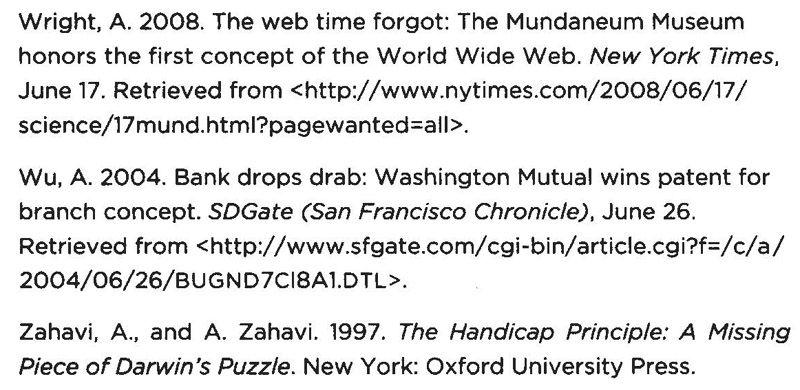 Wright, A. 2008. The web time forgot: The Mundaneum Museum
honors the first concept of the World Wide Web. New York Times,
June 17. Retrieved from <http://www.nytimes.com/2008/06/17/
science/17mund.html?pagewanted=all>.
Wu, A. 2004. Bank drops drab: Washington Mutual wins patent for
branch concept. SDGate (San Francisco Chronicle), June 26.
Retrieved from <http://www.sfgate.com/cgi-bin/article.cgi?f=/c/a/
2004/06/26/BUGND7CI8A1.DTL>.
Zahavi, A., and A. Zahavi. 1997. The Handicap Principle: A Missing
Piece of Darwin's Puzzle. New York: Oxford University Press.